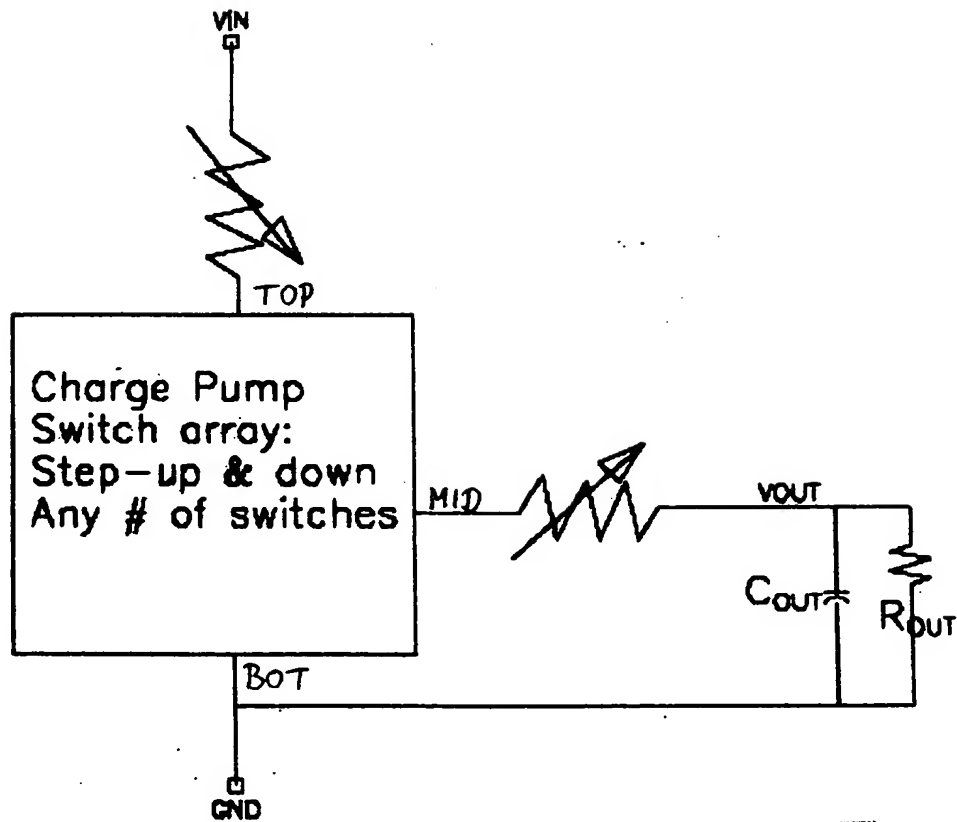 VIN
TOP
Charge Pump
Switch array:
Step-up & down
Any # of switches
MID
VOUT
COUT
ROUT
BOT
GND